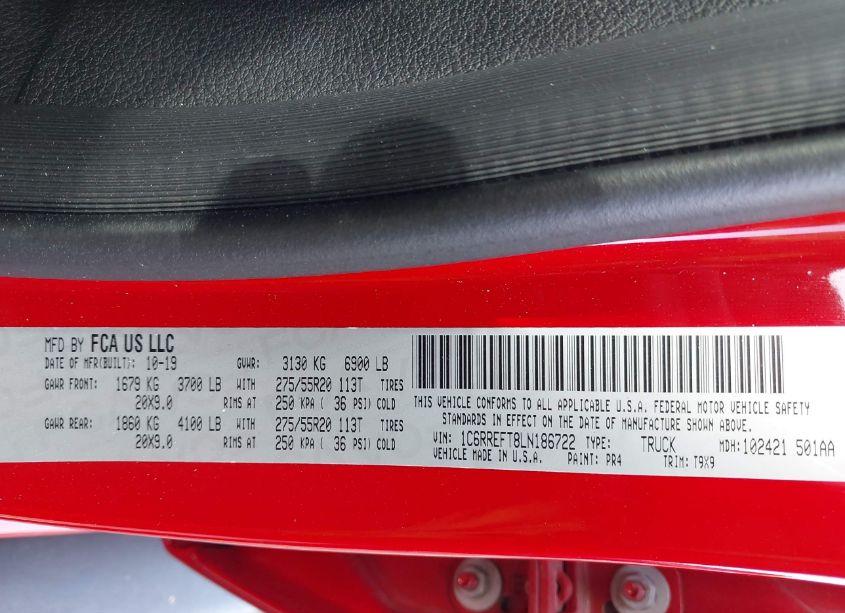 MFD BY FCA US LLC
DATE OF MFR(BUILT): 10-19 GVWR: 3130 KG 6900 LB
GAWR FRONT: 1679 KG 3700 LB WITH 275/55R20 113T TIRES
20X9.0 RIMS AT 250 KPA ( 36 PSI) COLD
GAWR REAR: 1860 KG 4100 LB WITH 275/55R20 113T TIRES
20X9.0 RIMS AT 250 KPA ( 36 PSI) COLD
THIS VEHICLE CONFORMS TO ALL APPLICABLE U.S.A. FEDERAL MOTOR VEHICLE SAFETY
STANDARDS IN EFFECT ON THE DATE OF MANUFACTURE SHOWN ABOVE.
VIN: 1C6RREFT8LN186722 TYPE: TRUCK MDH:102421 501AA
VEHICLE MADE IN U.S.A. PAINT: PR4 TRIM: T9X9